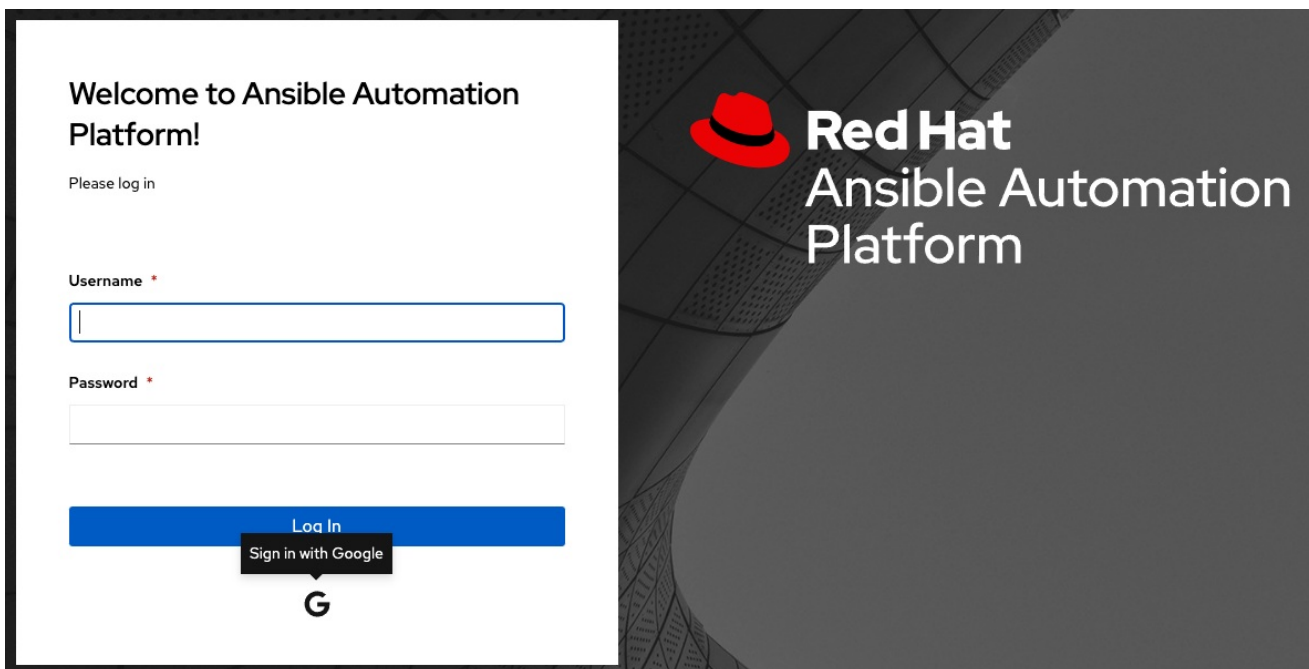 Welcome to Ansible Automation
Platform!
Please log in
Username *
Password *
Log In
Sign in with Google
G
Red Hat
Ansible Automation
Platform